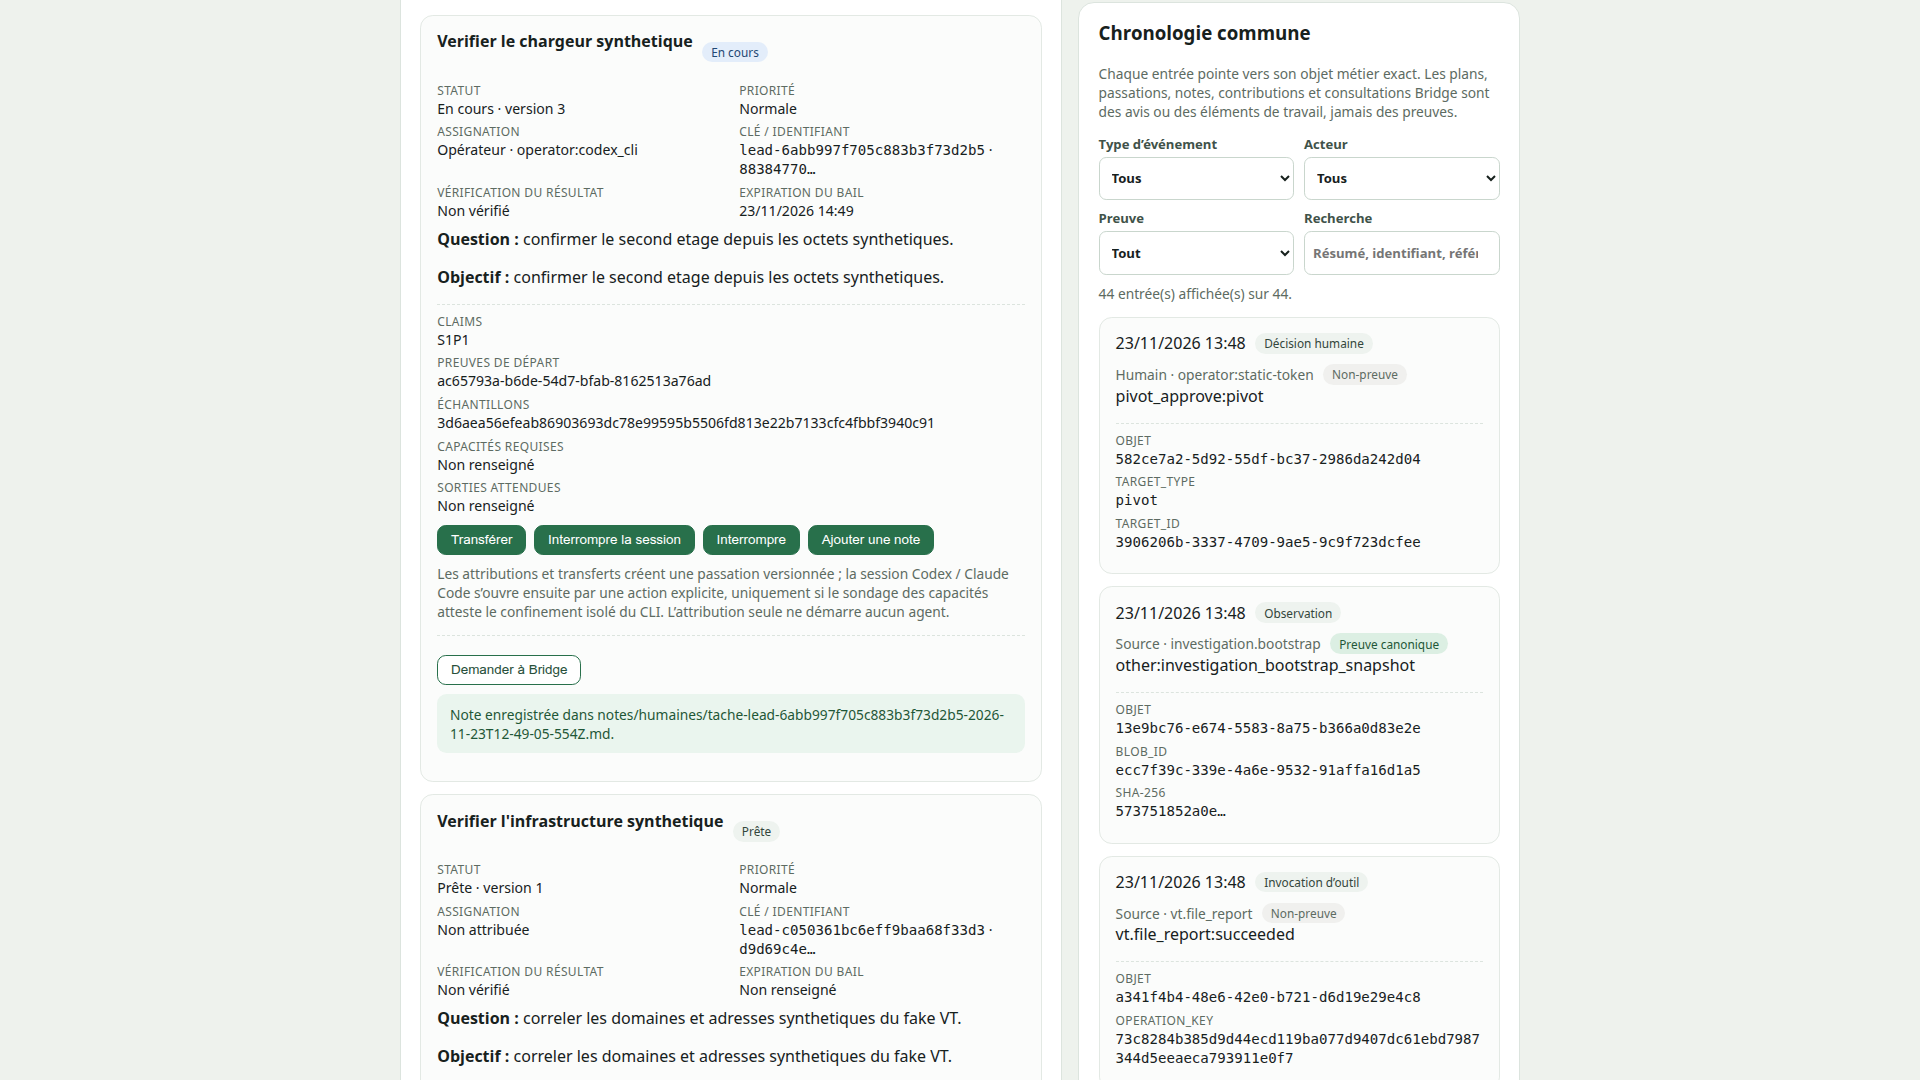 Verifier le chargeur synthetique
En cours
STATUT
En cours · version 3
PRIORITÉ
Normale
ASSIGNATION
Opérateur · operator:codex_cli
CLÉ / IDENTIFIANT
lead-6abb997f705c883b3f73d2b5 ·
88384770…
VÉRIFICATION DU RÉSULTAT
Non vérifié
EXPIRATION DU BAIL
23/11/2026 14:49
Question : confirmer le second etage depuis les octets synthetiques.
Objectif : confirmer le second etage depuis les octets synthetiques.
CLAIMS
S1P1
PREUVES DE DÉPART
ac65793a-b6de-54d7-bfab-8162513a76ad
ÉCHANTILLONS
3d6aea56efeab86903693dc78e99595b5506fd813e22b7133cfc4fbbf3940c91
CAPACITÉS REQUISES
Non renseigné
SORTIES ATTENDUES
Non renseigné
Transférer
Interrompre la session
Interrompre
Ajouter une note
Les attributions et transferts créent une passation versionnée ; la session Codex / Claude
Code s’ouvre ensuite par une action explicite, uniquement si le sondage des capacités
atteste le confinement isolé du CLI. L’attribution seule ne démarre aucun agent.
Demander à Bridge
Note enregistrée dans notes/humaines/tache-lead-6abb997f705c883b3f73d2b5-2026-
11-23T12-49-05-554Z.md.
Verifier l'infrastructure synthetique
Prête
STATUT
Prête · version 1
PRIORITÉ
Normale
ASSIGNATION
Non attribuée
CLÉ / IDENTIFIANT
lead-c050361bc6eff9baa68f33d3 ·
d9d69c4e…
VÉRIFICATION DU RÉSULTAT
Non vérifié
EXPIRATION DU BAIL
Non renseigné
Question : correler les domaines et adresses synthetiques du fake VT.
Objectif : correler les domaines et adresses synthetiques du fake VT.
Chronologie commune
Chaque entrée pointe vers son objet métier exact. Les plans,
passations, notes, contributions et consultations Bridge sont
des avis ou des éléments de travail, jamais des preuves.
Type d’événement
Acteur
Tous
Tous
Preuve
Recherche
Tout
Résumé, identifiant, référ
44 entrée(s) affichée(s) sur 44.
23/11/2026 13:48
Décision humaine
Humain · operator:static-token
Non-preuve
pivot_approve:pivot
OBJET
582ce7a2-5d92-55df-bc37-2986da242d04
TARGET_TYPE
pivot
TARGET_ID
3906206b-3337-4709-9ae5-9c9f723dcfee
23/11/2026 13:48
Observation
Source · investigation.bootstrap
Preuve canonique
other:investigation_bootstrap_snapshot
OBJET
13e9bc76-e674-5583-8a75-b366a0d83e2e
BLOB_ID
ecc7f39c-339e-4a6e-9532-91affa16d1a5
SHA-256
573751852a0e…
23/11/2026 13:48
Invocation d’outil
Source · vt.file_report
Non-preuve
vt.file_report:succeeded
OBJET
a341f4b4-48e6-42e0-b721-d6d19e29e4c8
OPERATION_KEY
73c8284b385d9d44ecd119ba077d9407dc61ebd7987
344d5eeaeca793911e0f7